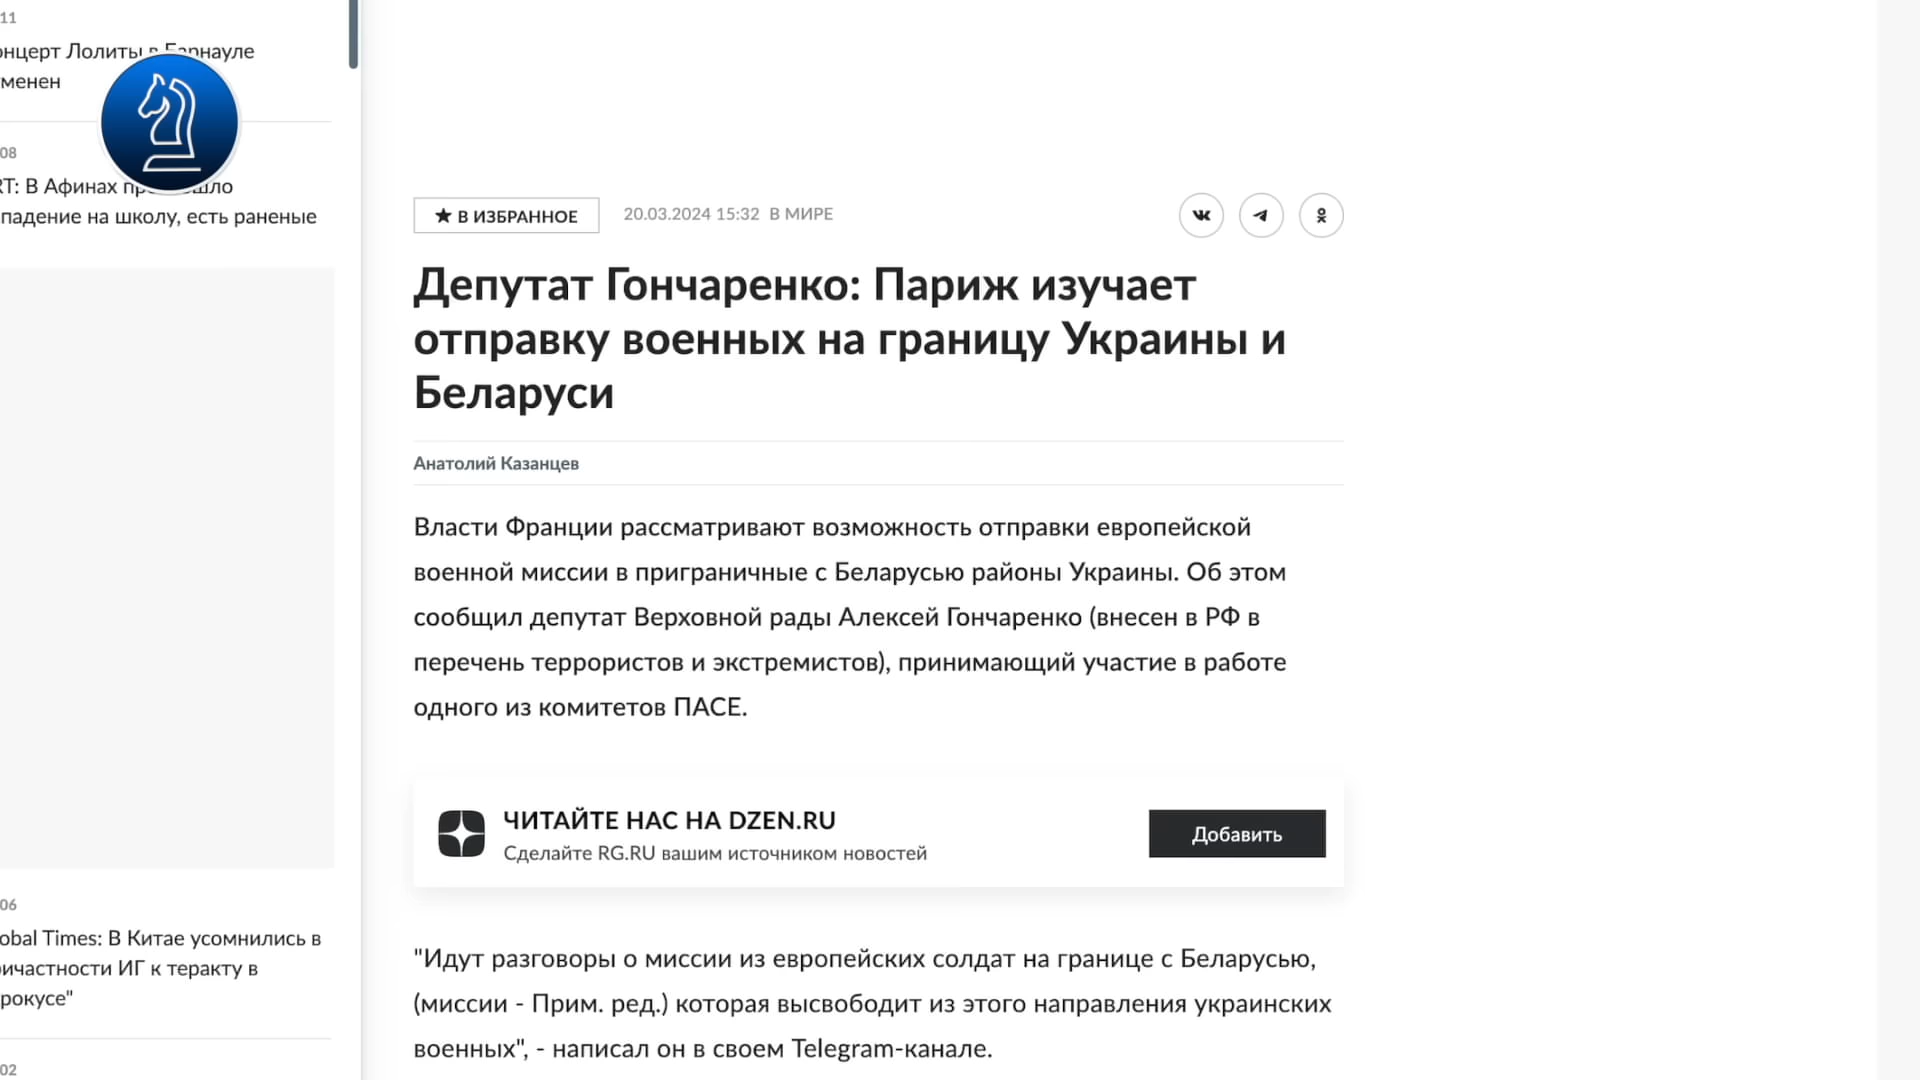 11
онцерт Лолиты в Барнауле
менен
08
RT: В Афинах
падение на школу, есть раненые
06
obal Times: В Китае усомнились в
ичастности ИГ к теракту в
рокусе"
02
В ИЗБРАННОЕ
20.03.2024 15:32 В МИРЕ
Депутат Гончаренко: Париж изучает
отправку военных на границу Украины и
Беларуси
Анатолий Казанцев
Власти Франции рассматривают возможность отправки европейской
военной миссии в приграничные с Беларусью районы Украины. Об этом
сообщил депутат Верховной рады Алексей Гончаренко (внесен в РФ в
перечень террористов и экстремистов), принимающий участие в работе
одного из комитетов ПАСЕ.
ЧИТАЙТЕ НАС НА DZEN.RU
Сделайте RG.RU вашим источником новостей
Добавить
"Идут разговоры о миссии из европейских солдат на границе с Беларусью,
(миссии - Прим. ред.) которая высвободит из этого направления украинских
военных", - написал он в своем Telegram-канале.